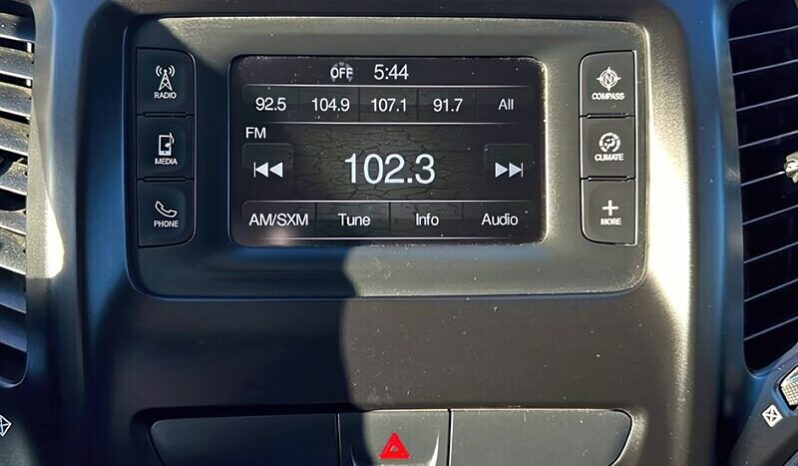 OFF 5:44
92.5 104.9 107.1 91.7 All
FM
102.3
AM/SXM Tune Info Audio
RADIO
MEDIA
PHONE
N
COMPASS
CLIMATE
MORE